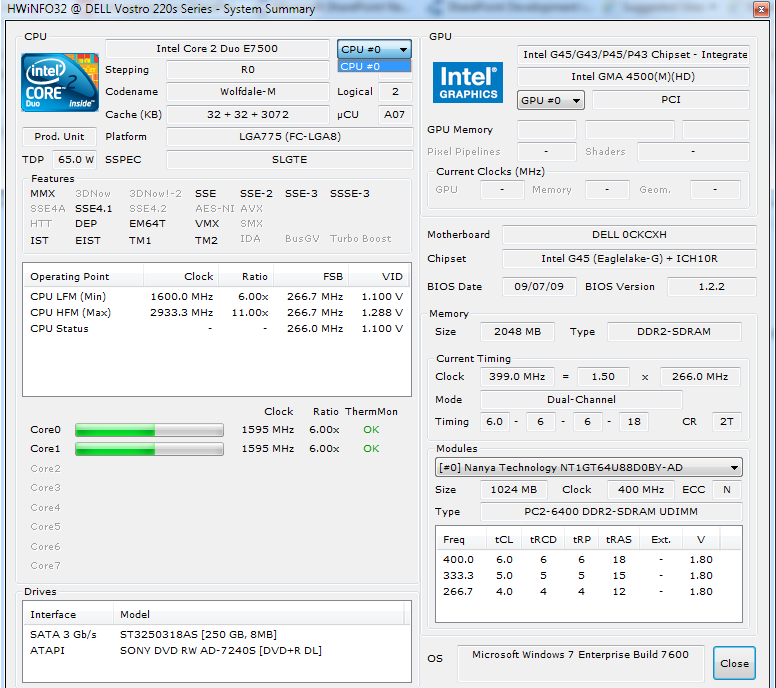 HWiNFO32 @ DELL Vostro 220s Series - System Summary
CPU
Intel Core 2 Duo E7500
CPU #0
CPU #0
intel
CORE 2
Duo inside
Stepping R0
Codename Wolfdale-M Logical 2
Cache (KB) 32 + 32 + 3072 µCU A07
Prod. Unit Platform LGA775 (FC-LGA8)
TDP 65.0 W SSPEC SLGTE
Features
MMX 3DNow 3DNow!-2 SSE SSE-2 SSE-3 SSSE-3
SSE4A SSE4.1 SSE4.2 AES-NI AVX
HTT DEP EM64T VMX SMX
IST EIST TM1 TM2 IDA BusGV Turbo Boost
Operating Point Clock Ratio FSB VID
CPU LFM (Min) 1600.0 MHz 6.00x 266.7 MHz 1.100 V
CPU HFM (Max) 2933.3 MHz 11.00x 266.7 MHz 1.288 V
CPU Status - - 266.0 MHz 1.100 V
Clock Ratio ThermMon
Core0 1595 MHz 6.00x OK
Core1 1595 MHz 6.00x OK
Core2
Core3
Core4
Core5
Core6
Core7
Drives
Interface Model
SATA 3 Gb/s ST3250318AS [250 GB, 8MB]
ATAPI SONY DVD RW AD-7240S [DVD+R DL]
GPU
Intel G45/G43/P45/P43 Chipset - Integrate
Intel GMA 4500(M)(HD)
Intel
GRAPHICS
GPU #0 PCI
GPU Memory
Pixel Pipelines - Shaders -
Current Clocks (MHz)
GPU - Memory - Geom. -
Motherboard DELL 0CKCXH
Chipset Intel G45 (Eaglelake-G) + ICH10R
BIOS Date 09/07/09 BIOS Version 1.2.2
Memory
Size 2048 MB Type DDR2-SDRAM
Current Timing
Clock 399.0 MHz = 1.50 x 266.0 MHz
Mode Dual-Channel
Timing 6.0 - 6 - 6 - 18 CR 2T
Modules
[#0] Nanya Technology NT1GT64U88D0BY-AD
Size 1024 MB Clock 400 MHz ECC N
Type PC2-6400 DDR2-SDRAM UDIMM
Freq tCL tRCD tRP tRAS Ext. V
400.0 6.0 6 6 18 - 1.80
333.3 5.0 5 5 15 - 1.80
266.7 4.0 4 4 12 - 1.80
OS Microsoft Windows 7 Enterprise Build 7600
Close